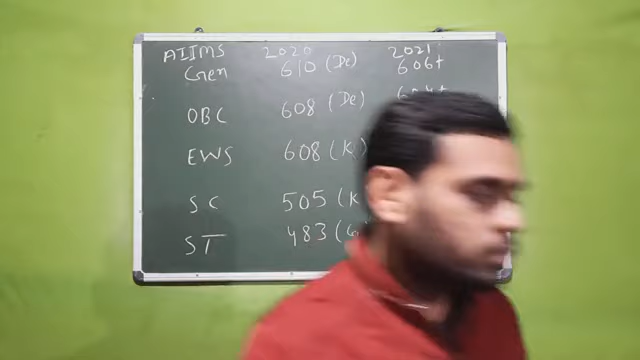 AIIMS 2020 2021
Gen 610 (De) 606+
OBC 608 (De)
EWS 608 (K)
SC 505 (K
ST 483 (